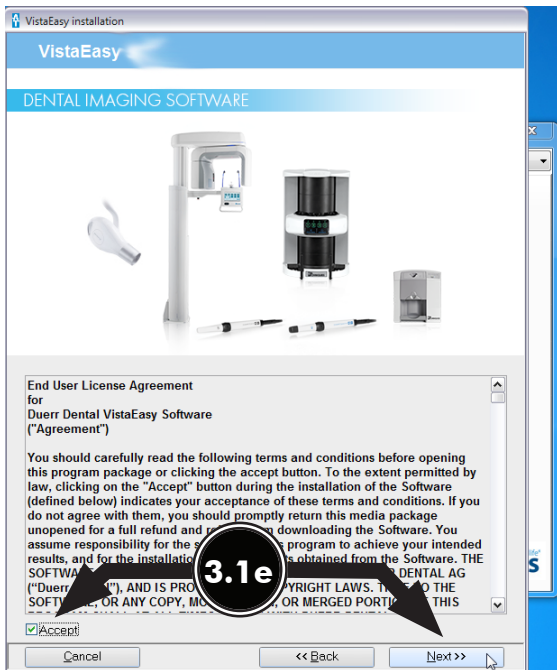 VistaEasy installation
VistaEasy
DENTAL IMAGING SOFTWARE
x
End User License Agreement
for
Duerr Dental VistaEasy Software
("Agreement")
You should carefully read the following terms and conditions before opening
this program package or clicking the accept button. To the extent permitted by
law, clicking on the "Accept" button during the installation of the Software
(defined below) indicates your acceptance of these terms and conditions. If you
do not agree with them, you should promptly return this media package
unopened for a full refund and downloading the Software. You
assume responsibility for the program to achieve your intended
results, and for the installation obtained from the Software. THE
SOFTWARE DENTAL AG
("Duerr AND IS PRO LAWS. THE
SOFTWARE, OR ANY COPY, OR MERGED THIS
3.1e
Accept
Cancel
<< Back
Next >>
S